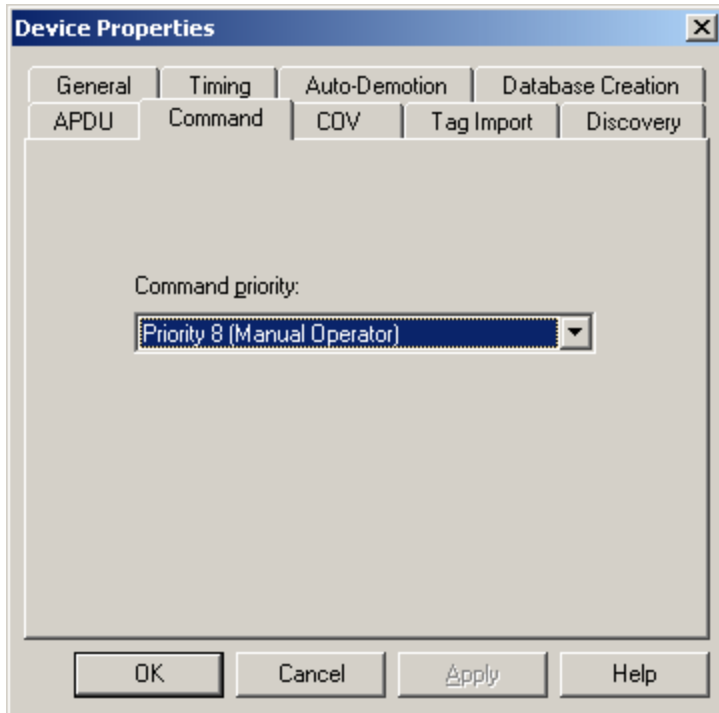 Device Properties
General Timing Auto-Demotion Database Creation
APDU Command COV Tag Import Discovery
Command priority:
Priority 8 (Manual Operator)
OK Cancel Apply Help